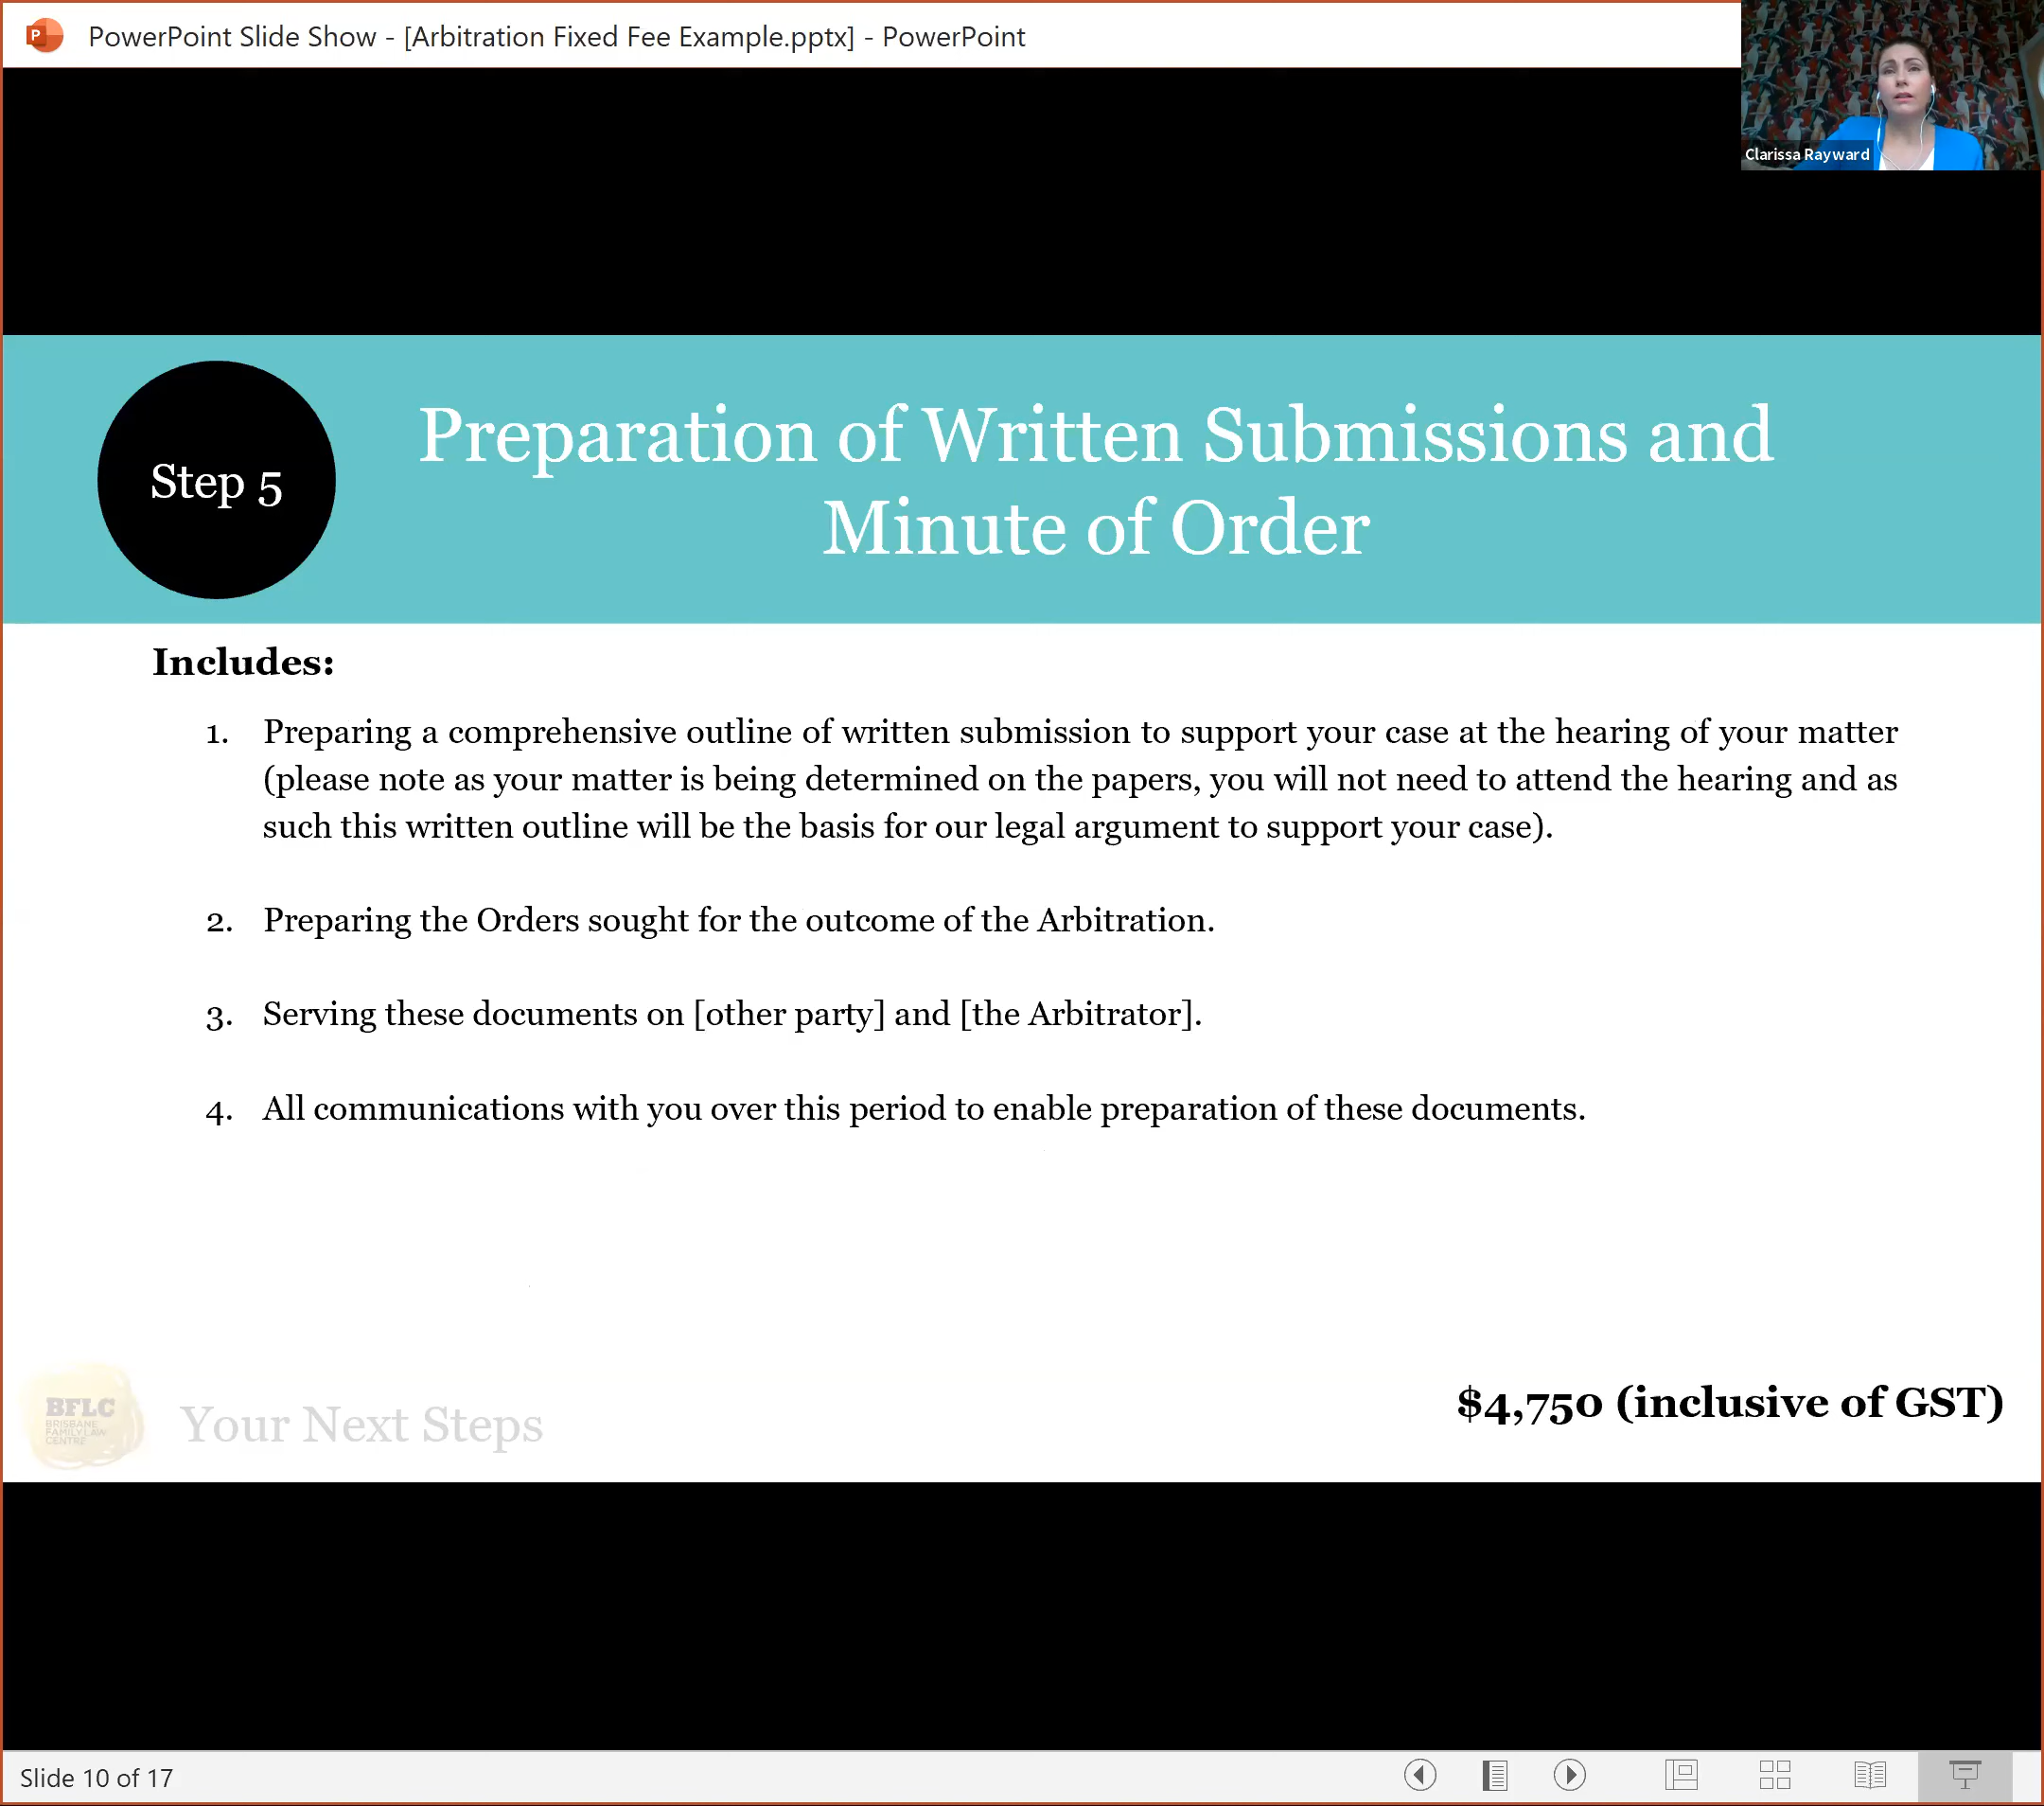 PowerPoint Slide Show - [Arbitration Fixed Fee Example.pptx] - PowerPoint
Clarissa Rayward
Step 5
Preparation of Written Submissions and
Minute of Order
Includes:
1. Preparing a comprehensive outline of written submission to support your case at the hearing of your matter
(please note as your matter is being determined on the papers, you will not need to attend the hearing and as
such this written outline will be the basis for our legal argument to support your case).
2. Preparing the Orders sought for the outcome of the Arbitration.
3. Serving these documents on [other party] and [the Arbitrator].
4. All communications with you over this period to enable preparation of these documents.
BFLC
BRISBANE
FAMILY LAW
CENTRE
Your Next Steps
$4,750 (inclusive of GST)
Slide 10 of 17